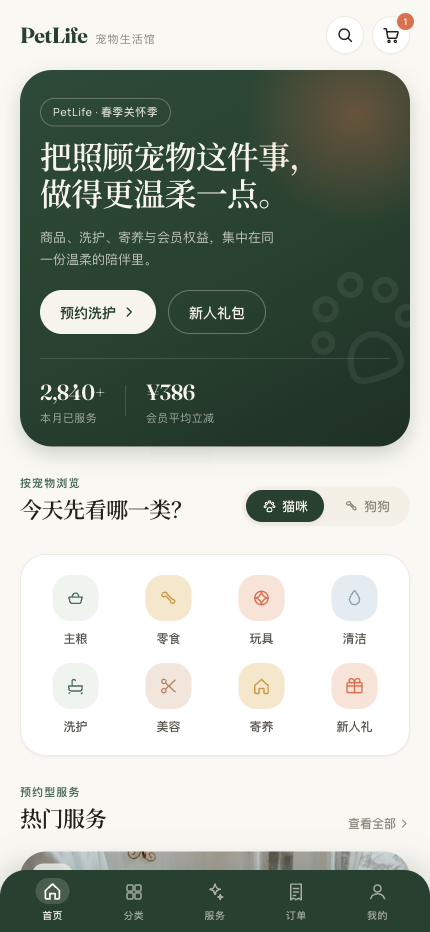 PetLife 宠物生活馆
1
PetLife · 春季关怀季
把照顾宠物这件事，
做得更温柔一点。
商品、洗护、寄养与会员权益，集中在同
一份温柔的陪伴里。
预约洗护
新人礼包
2,840+
本月已服务
¥386
会员平均立减
按宠物浏览
今天先看哪一类？
猫咪
狗狗
主粮
零食
玩具
清洁
洗护
美容
寄养
新人礼
预约型服务
热门服务
查看全部
首页
分类
服务
订单
我的